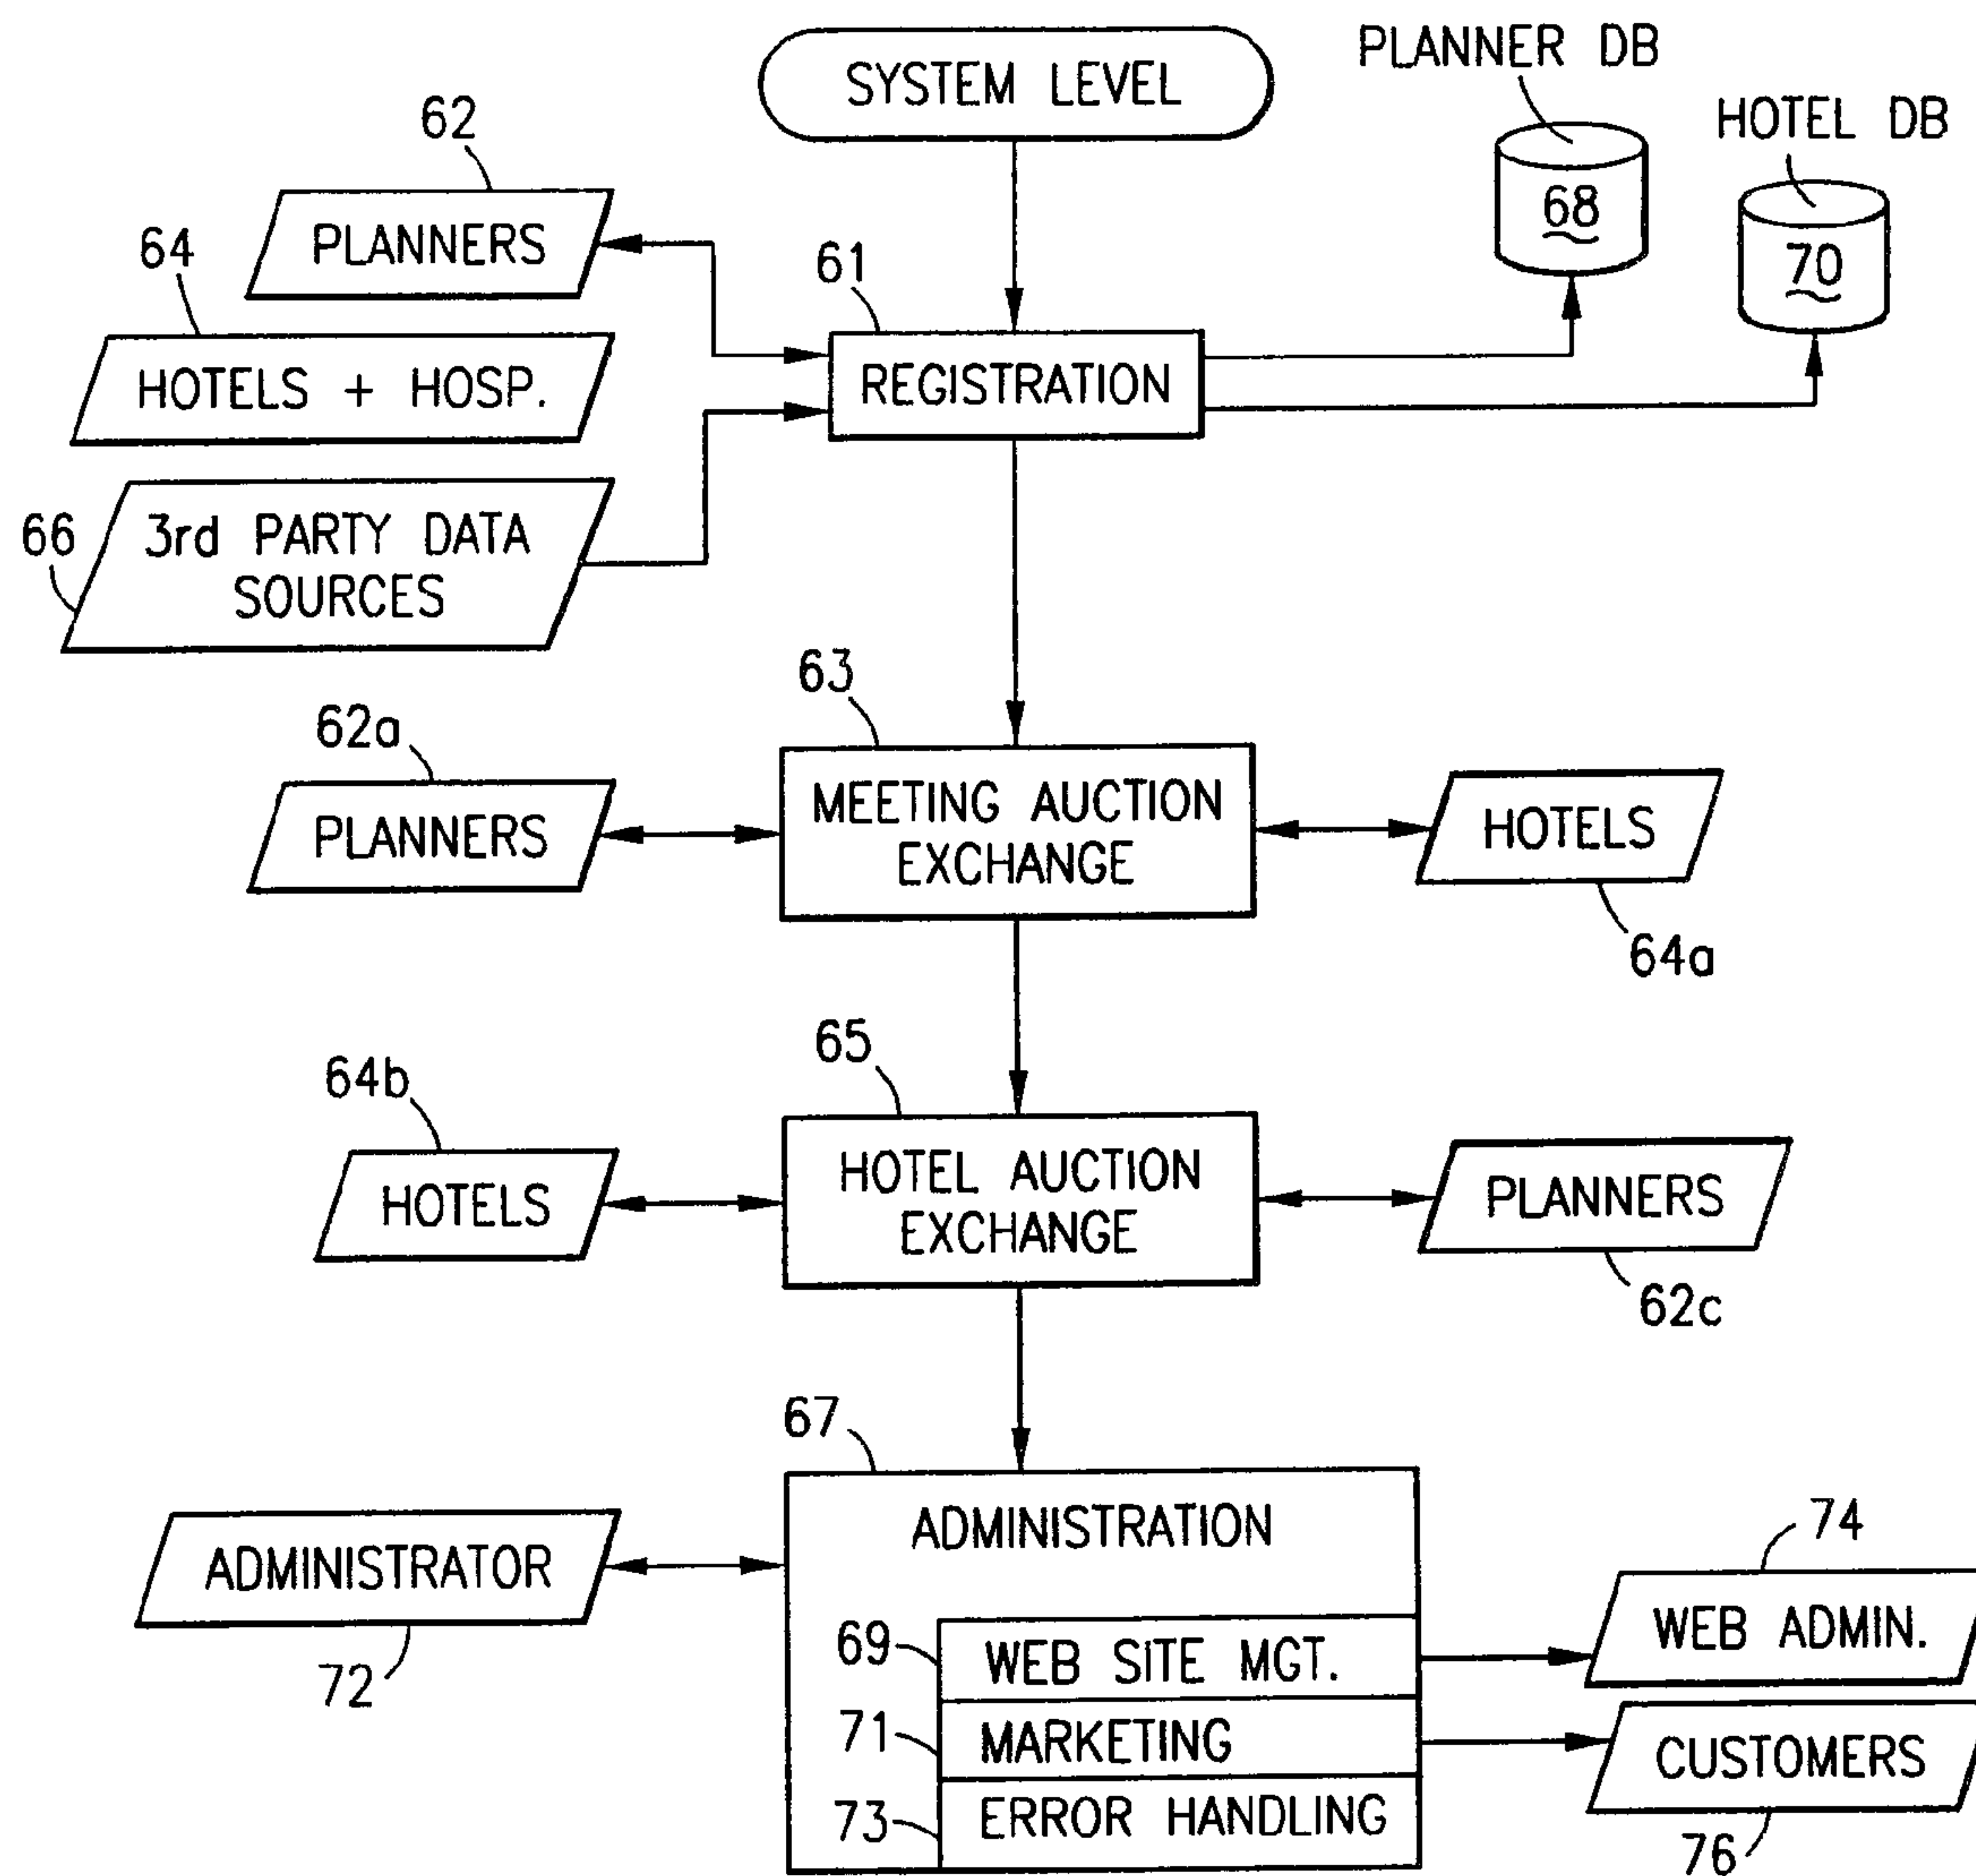 SYSTEM LEVEL
PLANNER DB
68
HOTEL DB
70
62
PLANNERS
64
HOTELS + HOSP.
61
REGISTRATION
66
3rd PARTY DATA
SOURCES
63
62a
PLANNERS
MEETING AUCTION
EXCHANGE
HOTELS
64a
65
64b
HOTELS
HOTEL AUCTION
EXCHANGE
PLANNERS
62c
67
ADMINISTRATION
ADMINISTRATOR
72
69
WEB SITE MGT.
71
MARKETING
73
ERROR HANDLING
74
WEB ADMIN.
CUSTOMERS
76